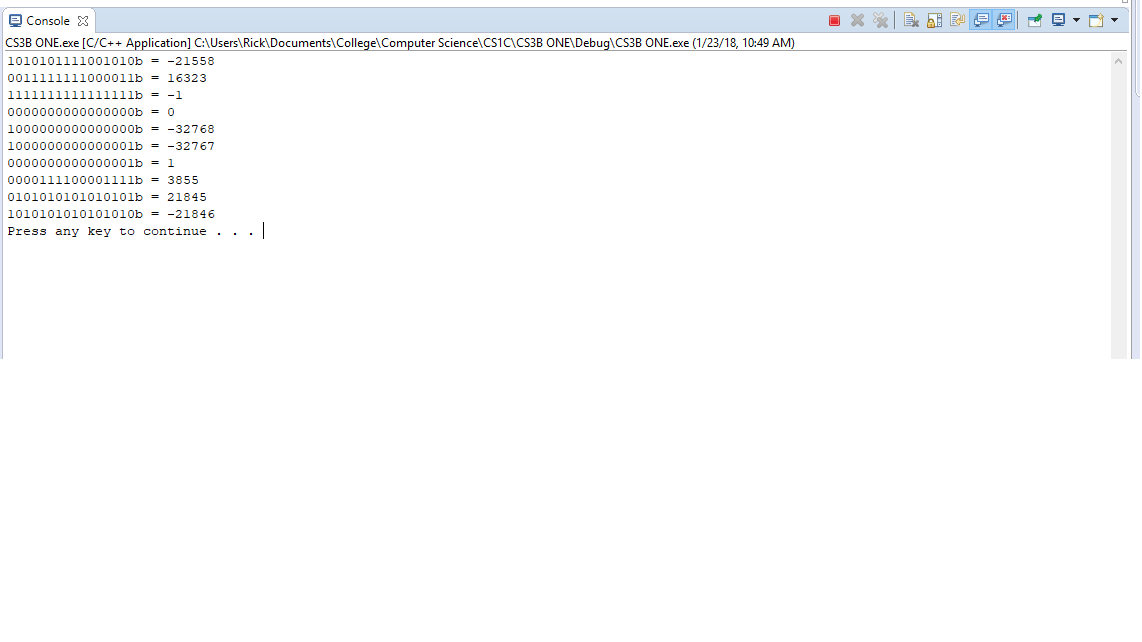 Console
CS3B ONE.exe [C/C++ Application] C:\Users\Rick\Documents\College\Computer Science\CS1C\CS3B ONE\Debug\CS3B ONE.exe (1/23/18, 10:49 AM)
1010101111001010b = -21558
0011111111000011b = 16323
1111111111111111b = -1
0000000000000000b = 0
1000000000000000b = -32768
1000000000000001b = -32767
0000000000000001b = 1
0000111100001111b = 3855
0101010101010101b = 21845
1010101010101010b = -21846
Press any key to continue . . .